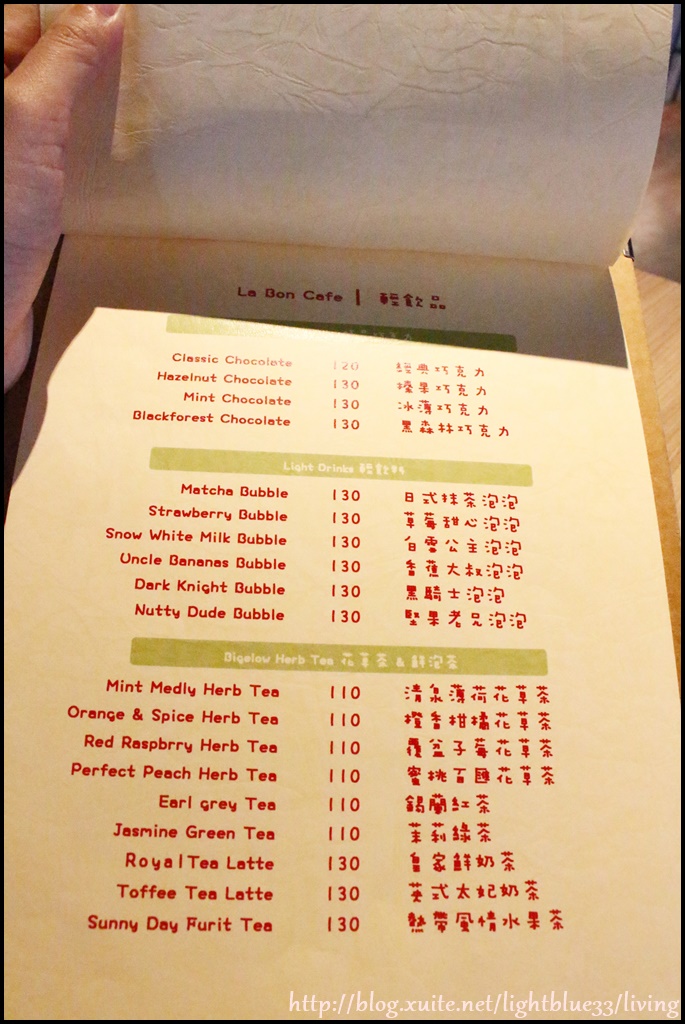 La Bon Cafe | 輕飲品
Classic Chocolate 120 經典巧克力
Hazelnut Chocolate 130 榛果巧克力
Mint Chocolate 130 冰薄巧克力
Blackforest Chocolate 130 黑森林巧克力
Light Drinks 輕飲料
Matcha Bubble 130 日式抹茶泡泡
Strawberry Bubble 130 草莓甜心泡泡
Snow White Milk Bubble 130 白雪公主泡泡
Uncle Bananas Bubble 130 香蕉大叔泡泡
Dark Knight Bubble 130 黑騎士泡泡
Nutty Dude Bubble 130 堅果老兄泡泡
Bigelow Herb Tea 花草茶 & 鮮泡茶
Mint Medly Herb Tea 110 清泉薄荷花草茶
Orange & Spice Herb Tea 110 橙香柑橘花草茶
Red Raspbrry Herb Tea 110 覆盆子莓花草茶
Perfect Peach Herb Tea 110 蜜桃百匯花草茶
Earl grey Tea 110 錫蘭紅茶
Jasmine Green Tea 110 茉莉綠茶
Royal Tea Latte 130 皇家鮮奶茶
Toffee Tea Latte 130 英式太妃奶茶
Sunny Day Furit Tea 130 熱帶風情水果茶
http://blog.xuite.net/lightblue33/living